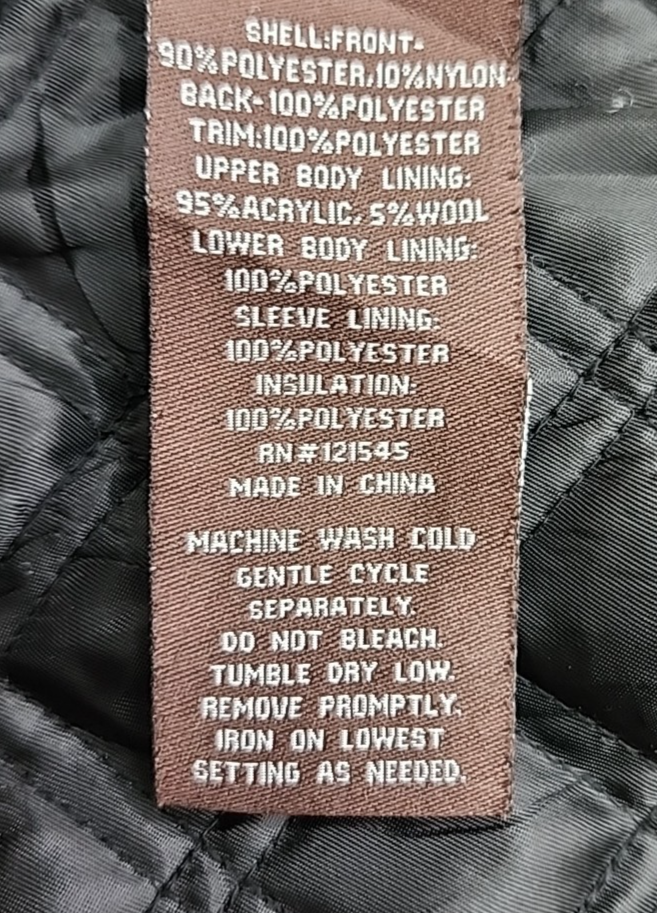 SHELL:FRONT-
90%POLYESTER,10%NYLON
BACK-100%POLYESTER
TRIM:100%POLYESTER
UPPER BODY LINING:
95%ACRYLIC, 5%WOOL
LOWER BODY LINING:
100%POLYESTER
SLEEVE LINING:
100%POLYESTER
INSULATION:
100%POLYESTER
RN#121545
MADE IN CHINA
MACHINE WASH COLD
GENTLE CYCLE
SEPARATELY.
DO NOT BLEACH.
TUMBLE DRY LOW.
REMOVE PROMPTLY.
IRON ON LOWEST
SETTING AS NEEDED.